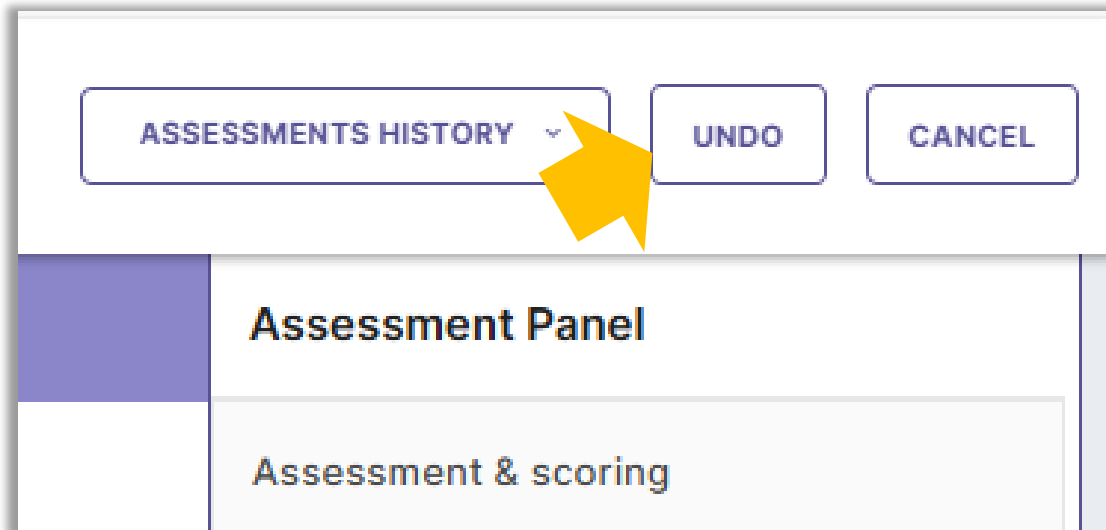 ASSESSMENTS HISTORY
UNDO
CANCEL
Assessment Panel
Assessment & scoring